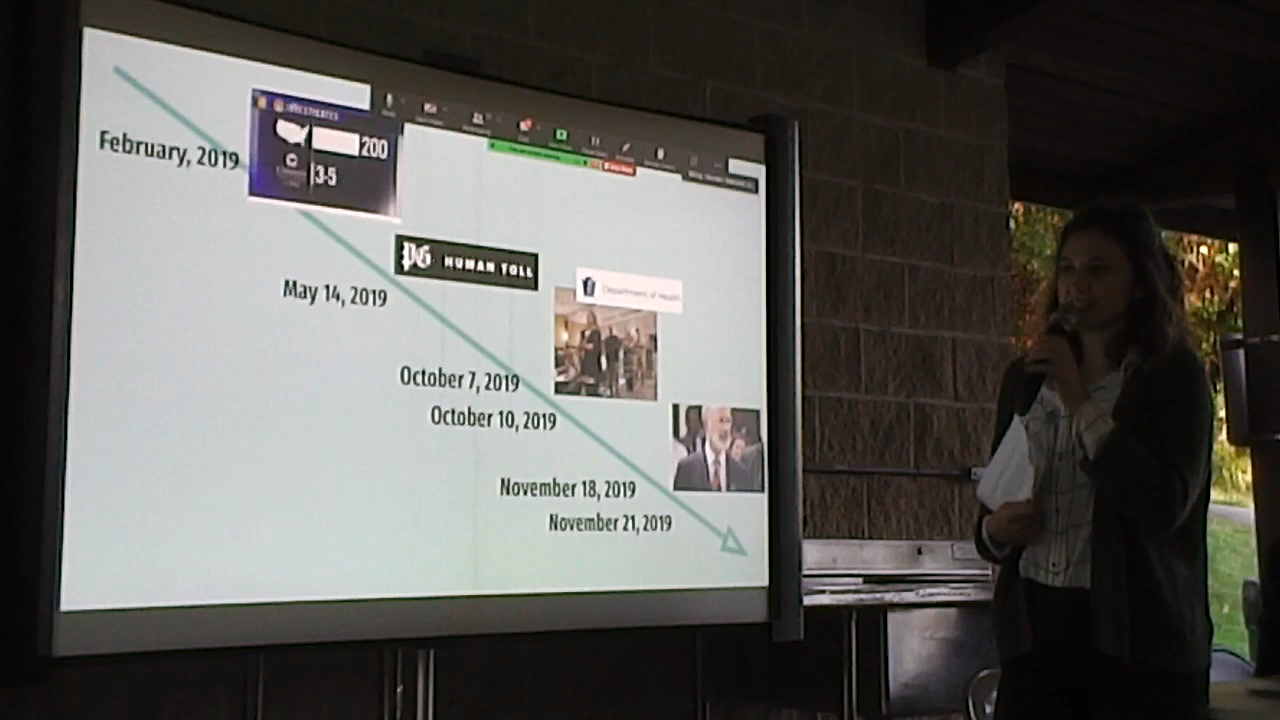 February, 2019
200
3-5
PG HUMAN TOLL
May 14, 2019
Department of Health
October 7, 2019
October 10, 2019
November 18, 2019
November 21, 2019